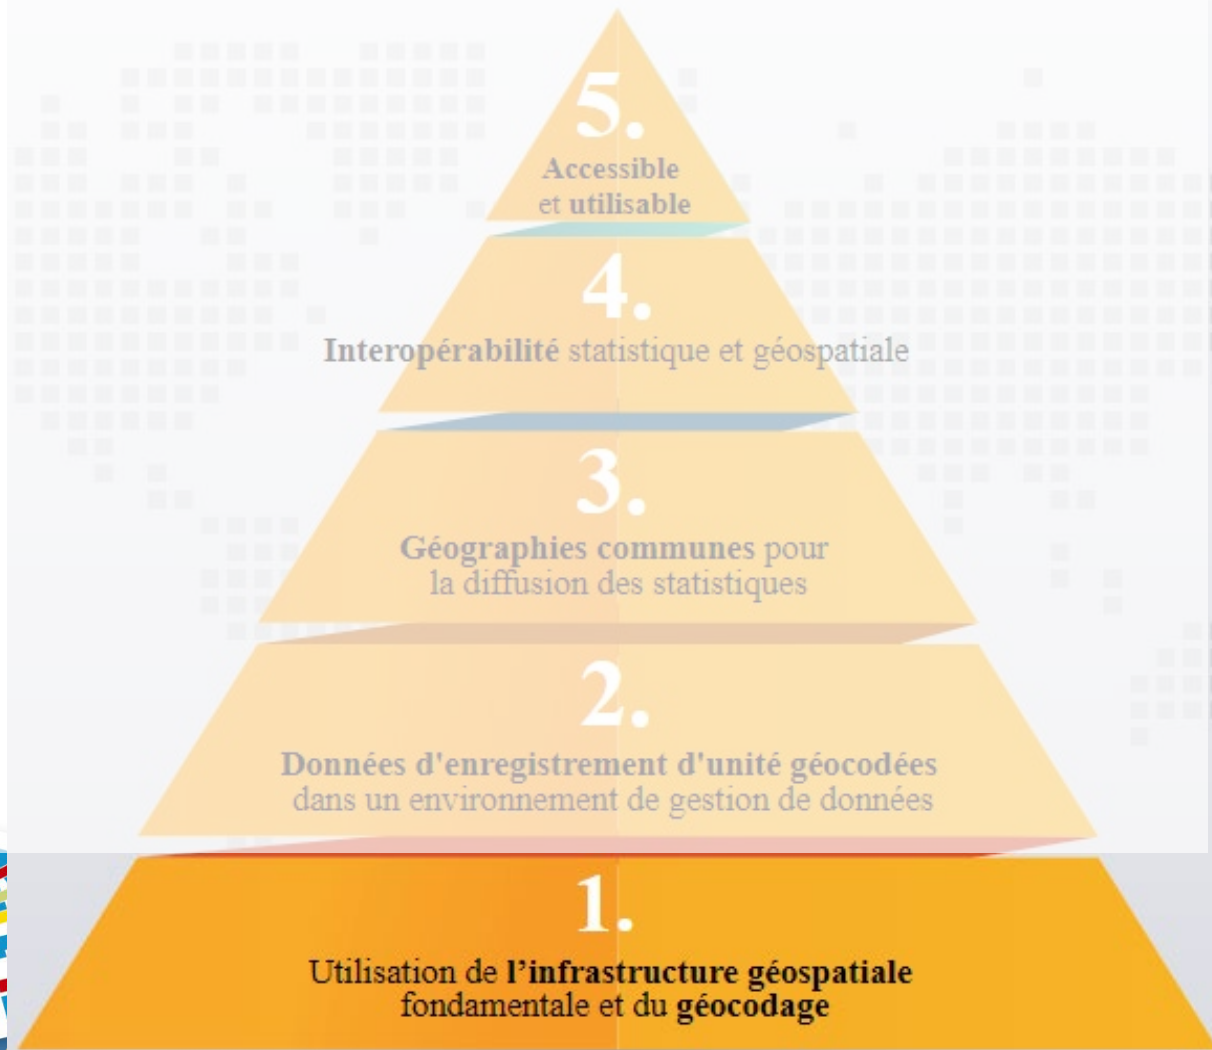 5.
Accessible
et utilisable
4.
Interopérabilité statistique et géospatiale
3.
Géographies communes pour
la diffusion des statistiques
2.
Données d'enregistrement d'unité géocodées
dans un environnement de gestion de données
1.
Utilisation de l’infrastructure géospatiale
fondamentale et du géocodage